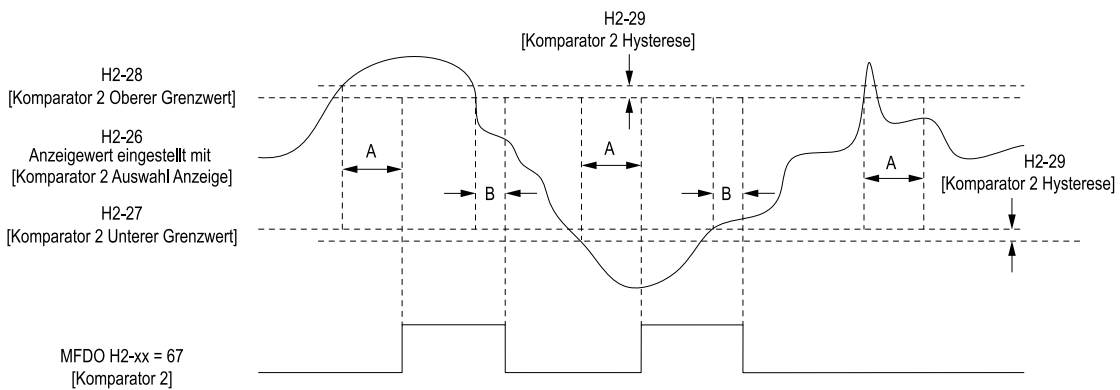 H2-29
[Komparator 2 Hysterese]
H2-28
[Komparator 2 Oberer Grenzwert]
H2-26
Anzeigewert eingestellt mit
[Komparator 2 Auswahl Anzeige]
A
A
A
H2-29
[Komparator 2 Hysterese]
B
B
H2-27
[Komparator 2 Unterer Grenzwert]
MFDO H2-xx = 67
[Komparator 2]